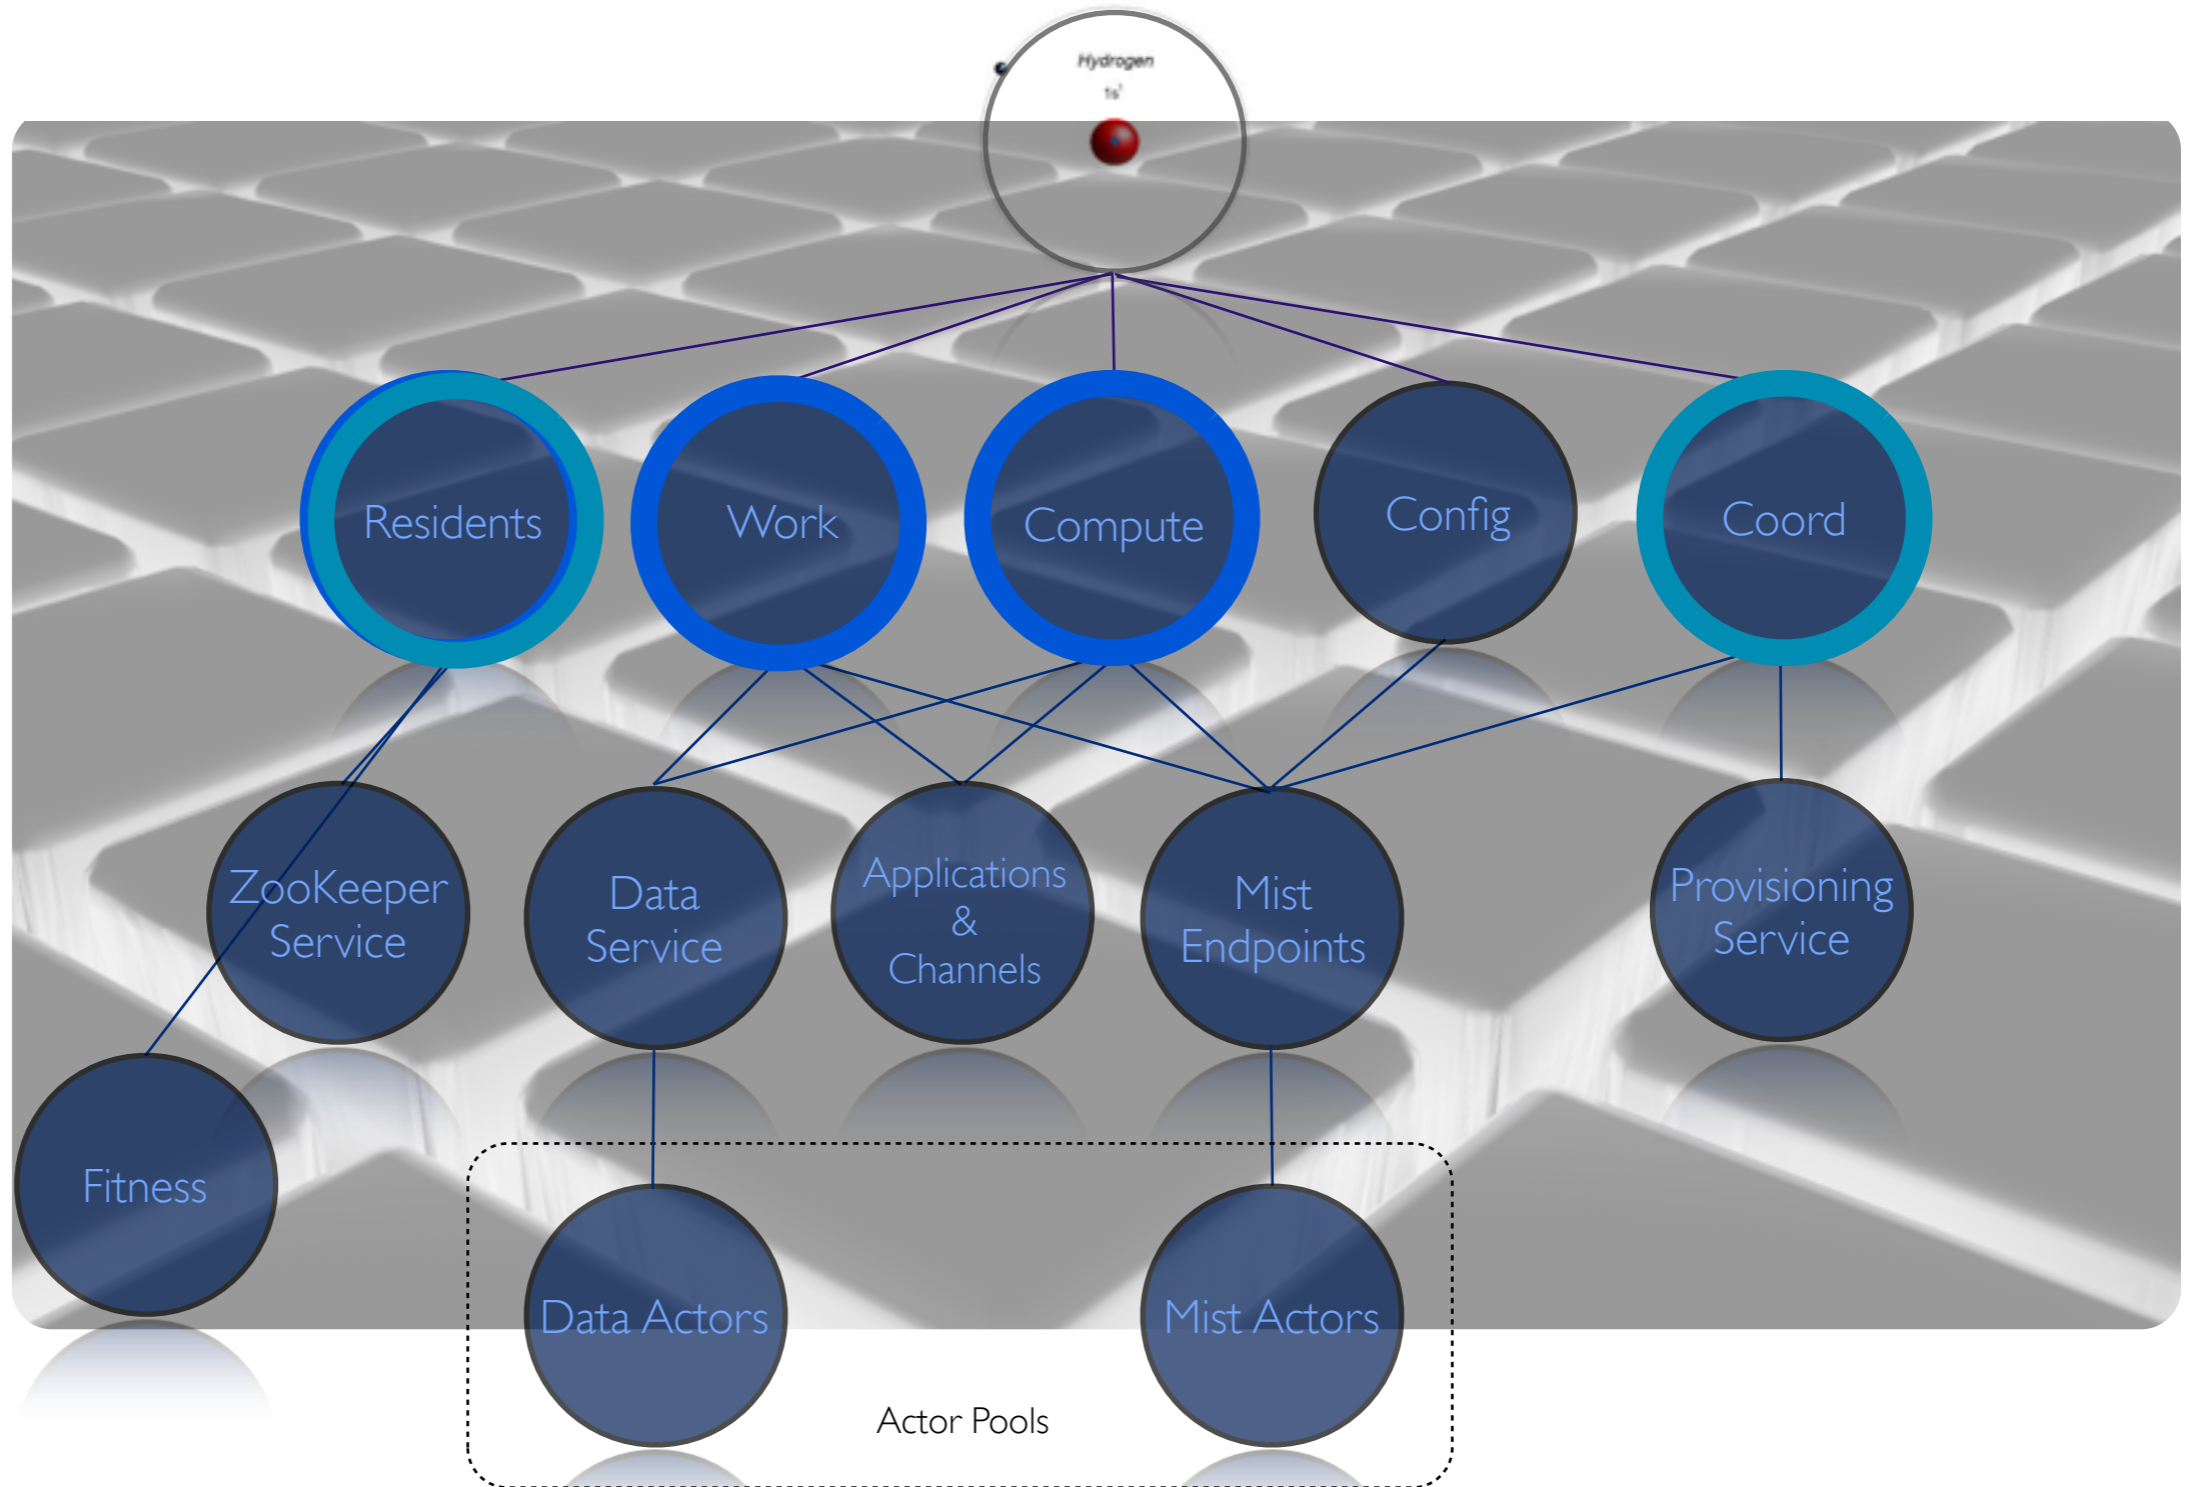 Hydrogen
1s¹
Residents
Work
Compute
Config
Coord
ZooKeeper
Service
Data
Service
Applications
&
Channels
Mist
Endpoints
Provisioning
Service
Fitness
Data Actors
Mist Actors
Actor Pools